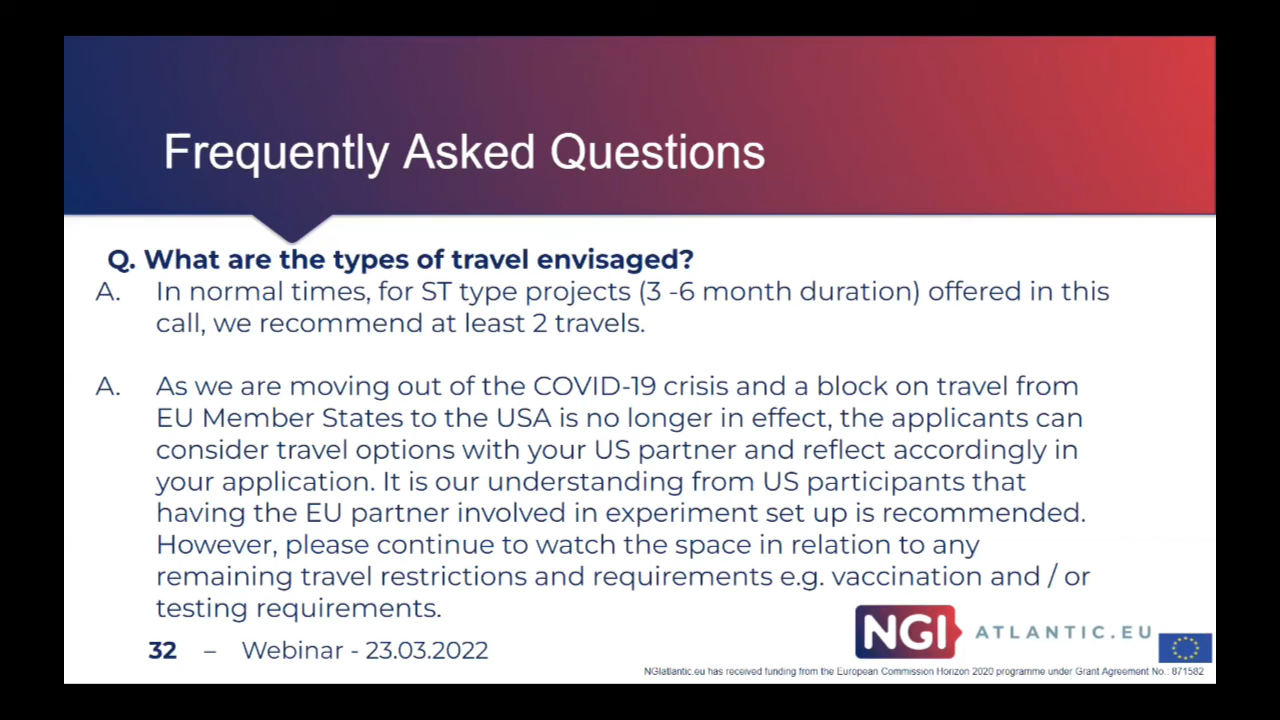 Frequently Asked Questions
Q. What are the types of travel envisaged?
A. In normal times, for ST type projects (3 -6 month duration) offered in this
call, we recommend at least 2 travels.
A. As we are moving out of the COVID-19 crisis and a block on travel from
EU Member States to the USA is no longer in effect, the applicants can
consider travel options with your US partner and reflect accordingly in
your application. It is our understanding from US participants that
having the EU partner involved in experiment set up is recommended.
However, please continue to watch the space in relation to any
remaining travel restrictions and requirements e.g. vaccination and / or
testing requirements.
NGI ATLANTIC.EU
32 – Webinar - 23.03.2022
NGIatlantic.eu has received funding from the European Commission Horizon 2020 programme under Grant Agreement No.: 871582